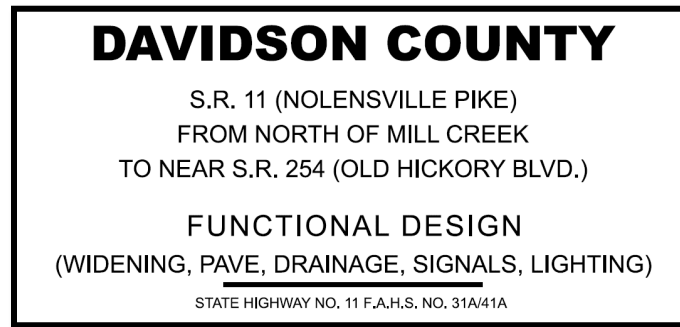 DAVIDSON COUNTY
S.R. 11 (NOLENSVILLE PIKE)
FROM NORTH OF MILL CREEK
TO NEAR S.R. 254 (OLD HICKORY BLVD.)
FUNCTIONAL DESIGN
(WIDENING, PAVE, DRAINAGE, SIGNALS, LIGHTING)
STATE HIGHWAY NO. 11 F.A.H.S. NO. 31A/41A